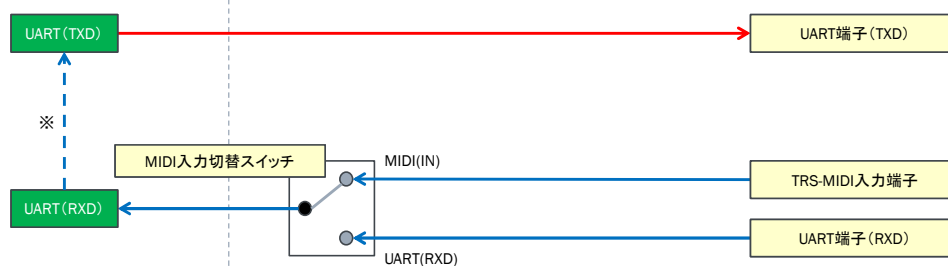 UART(TXD)
UART端子(TXD)
※
MIDI入力切替スイッチ
MIDI(IN)
TRS-MIDI入力端子
UART(RXD)
UART端子(RXD)
UART(RXD)